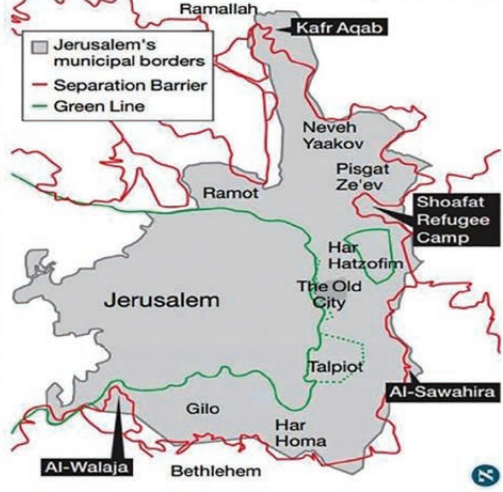 Ramallah
Kafr Aqab
Jerusalem's
municipal borders
Separation Barrier
Green Line
Neveh
Yaakov
Pisgat
Ze'ev
Ramot
Shoafat
Refugee
Camp
Har
Hatzofim
The Old
City
Jerusalem
Talpiot
Al-Sawahira
Gilo
Har
Homa
Al-Walaja
Bethlehem
א